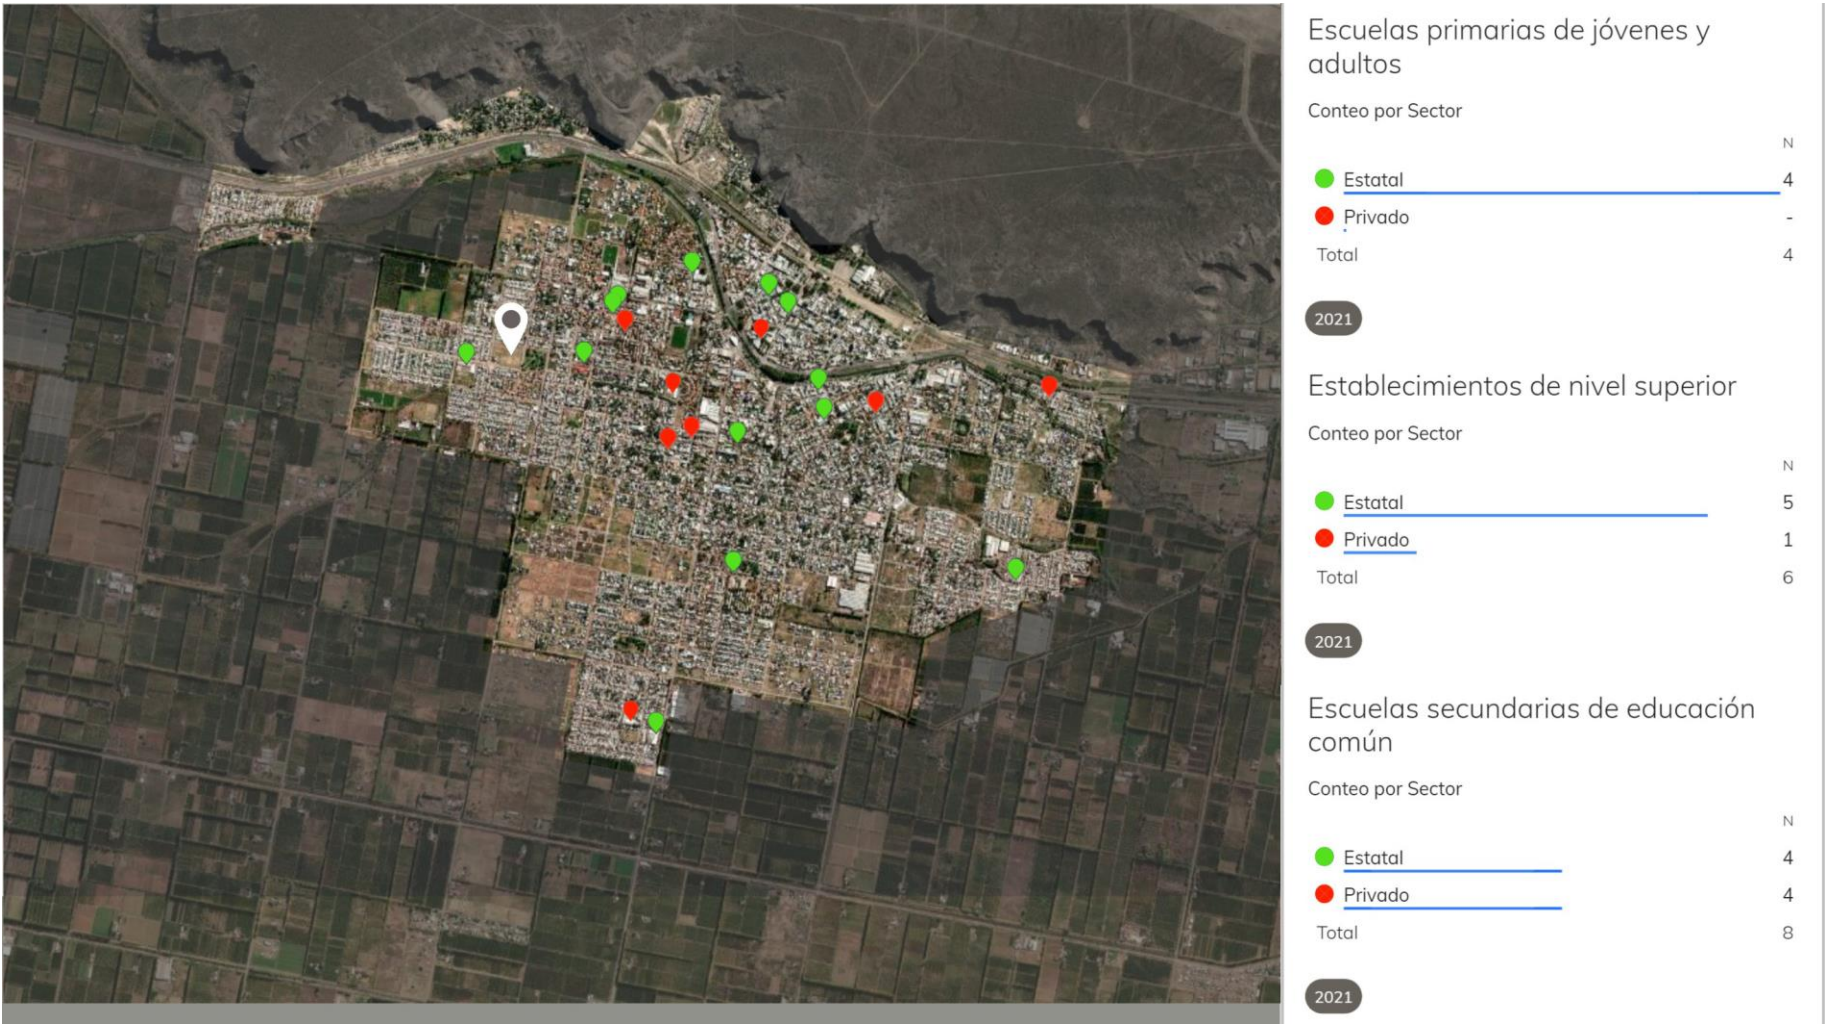 Escuelas primarias de jóvenes y
adultos
Conteo por Sector
N
Estatal 4
Privado -
Total 4
2021
Establecimientos de nivel superior
Conteo por Sector
N
Estatal 5
Privado 1
Total 6
2021
Escuelas secundarias de educación
común
Conteo por Sector
N
Estatal 4
Privado 4
Total 8
2021